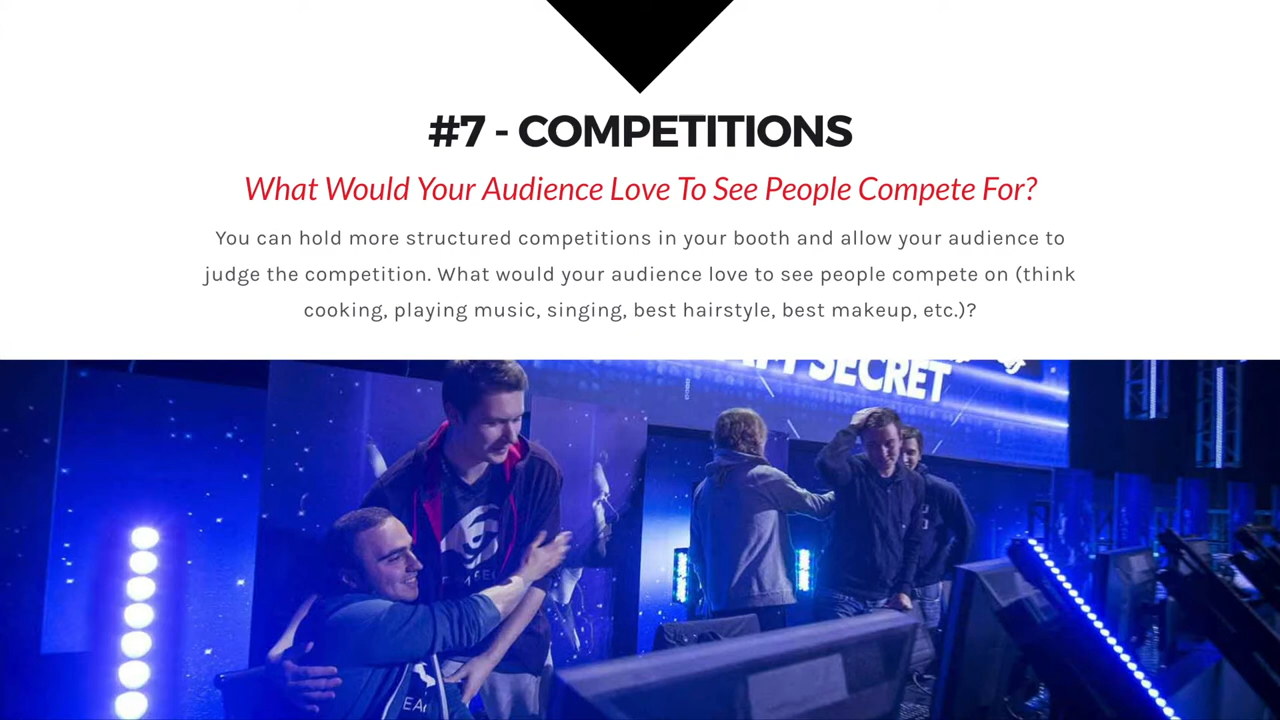 #7 - COMPETITIONS
What Would Your Audience Love To See People Compete For?
You can hold more structured competitions in your booth and allow your audience to
judge the competition. What would your audience love to see people compete on (think
cooking, playing music, singing, best hairstyle, best makeup, etc.)?
SECRET